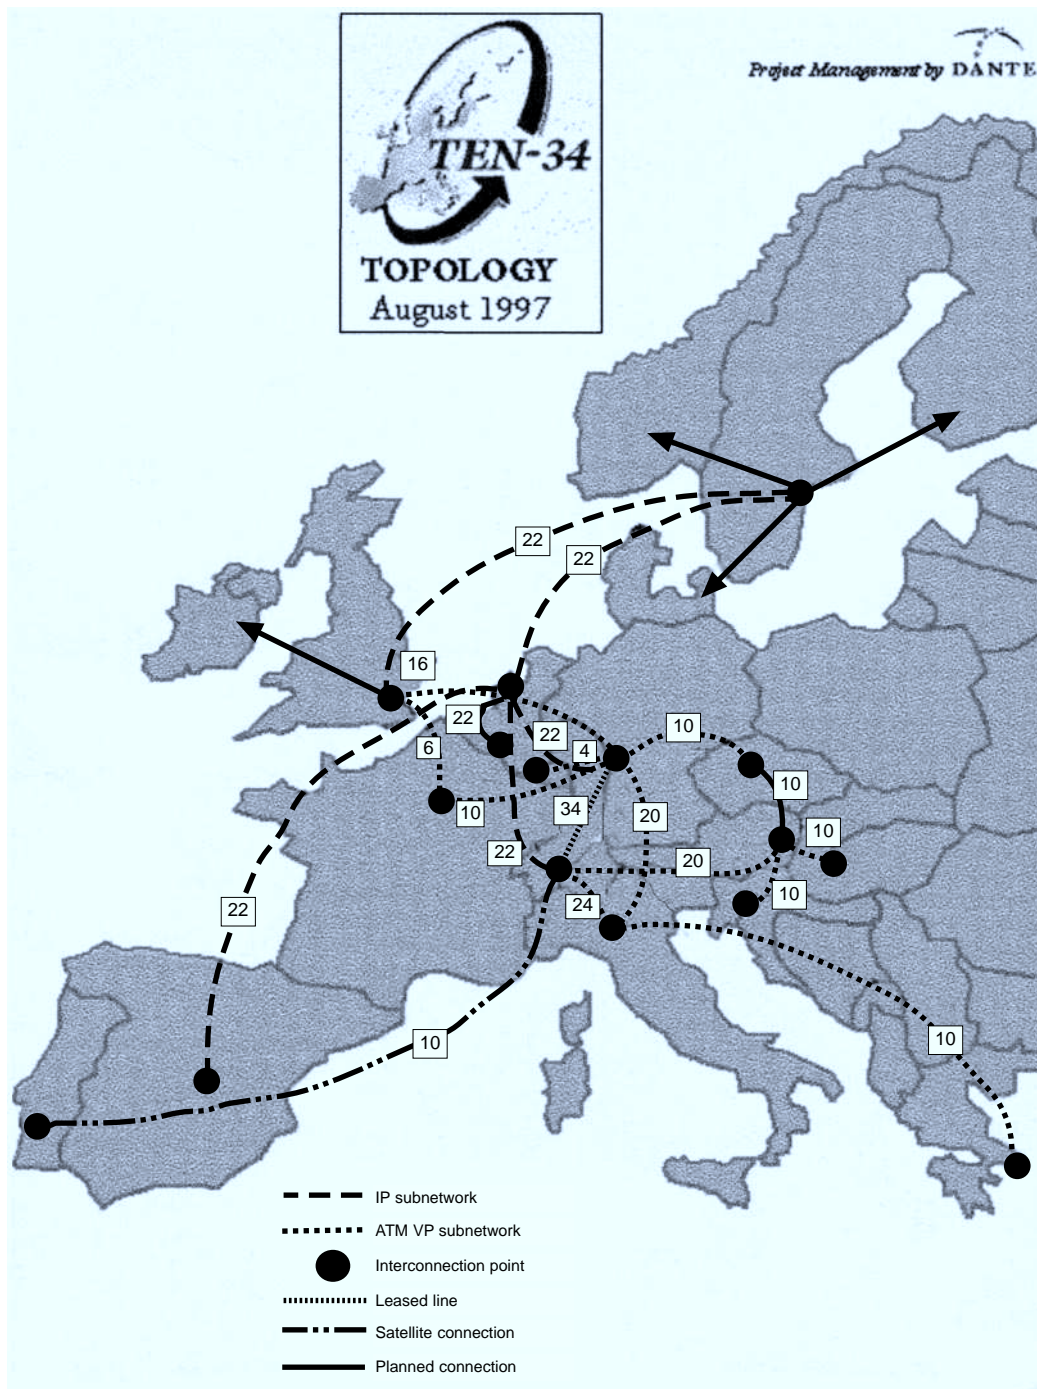 Project Management by DANTE
TEN-34
TOPOLOGY
August 1997
22
22
16
22
22
10
6
4
10
10
34
20
10
22
20
24
10
22
10
10
IP subnetwork
ATM VP subnetwork
Interconnection point
Leased line
Satellite connection
Planned connection